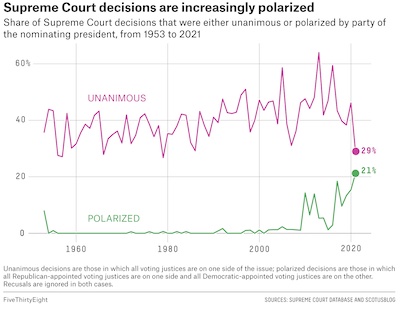 Supreme Court decisions are increasingly polarized
Share of Supreme Court decisions that were either unanimous or polarized by party of
the nominating president, from 1953 to 2021
60%
UNANIMOUS
40
29%
20
21%
POLARIZED
0
1960 1980 2000 2020
Unanimous decisions are those in which all voting justices are on one side of the issue; polarized decisions are those in which
all Republican-appointed voting justices are on one side and all Democratic-appointed voting justices are on the other.
Recusals are ignored in both cases.
FiveThirtyEight SOURCES: SUPREME COURT DATABASE AND SCOTUSBLOG